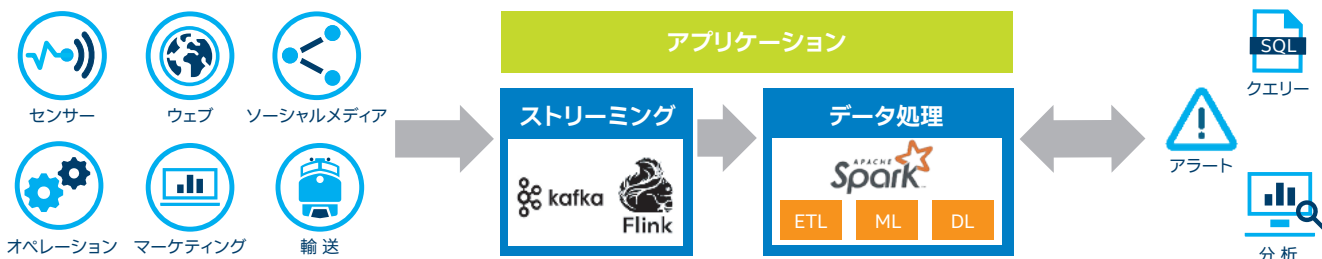 センサー
ウェブ
ソーシャルメディア
オペレーション
マーケティング
輸送
アプリケーション
ストリーミング
kafka
Flink
データ処理
APACHE
Spark
ETL
ML
DL
SQL
クエリー
アラート
分析